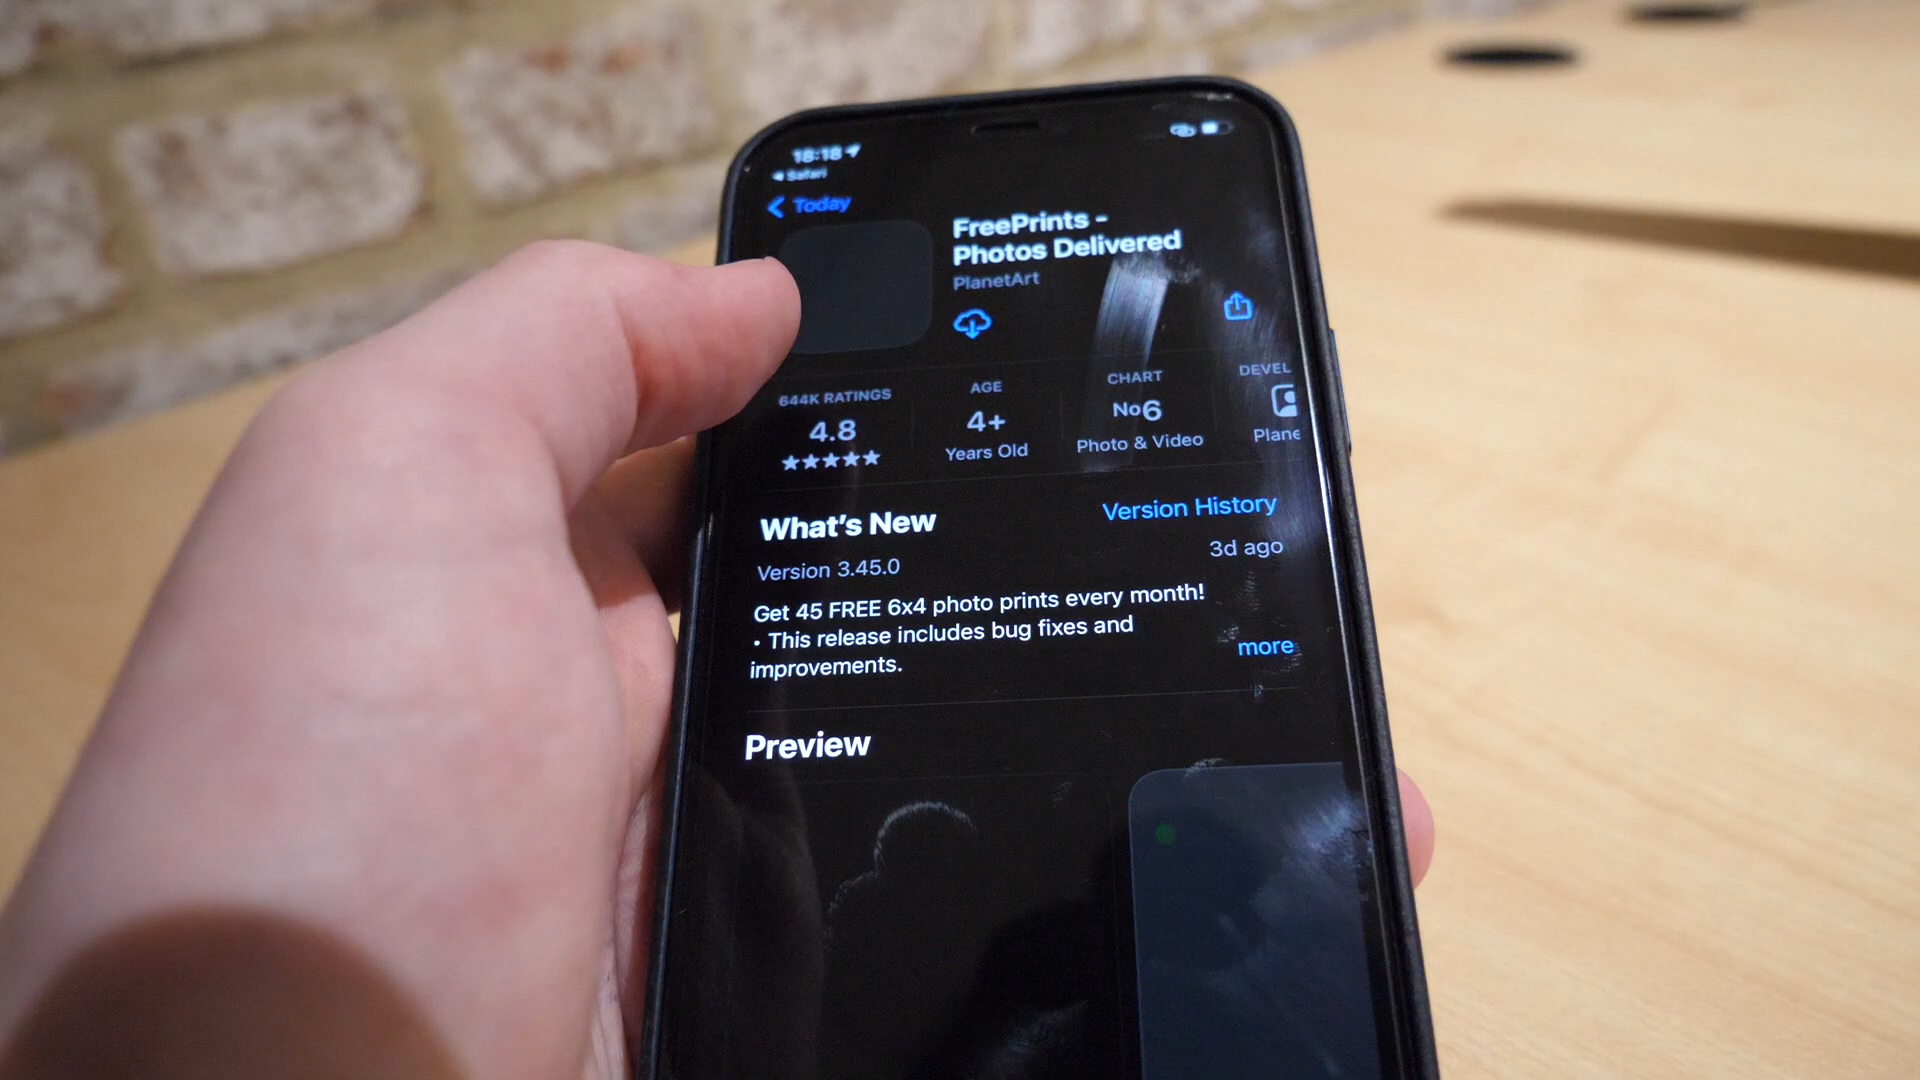 18:18
Safari
Today
FreePrints -
Photos Delivered
PlanetArt
644K RATINGS
4.8
★★★★★
AGE
4+
Years Old
CHART
No6
Photo & Video
DEVEL
Plane
What's New
Version History
Version 3.45.0
3d ago
Get 45 FREE 6x4 photo prints every month!
• This release includes bug fixes and
improvements.
more
Preview